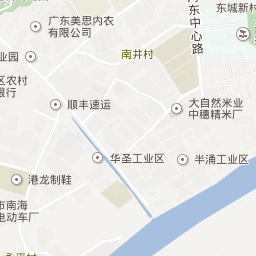 广东美思内衣
有限公司
东中心路
东城新村
南井村
业园
区农村
银行
顺丰速运
大自然米业
中穗精米厂
华圣工业区
半涌工业区
港龙制鞋
市南海
电动车厂
永平村